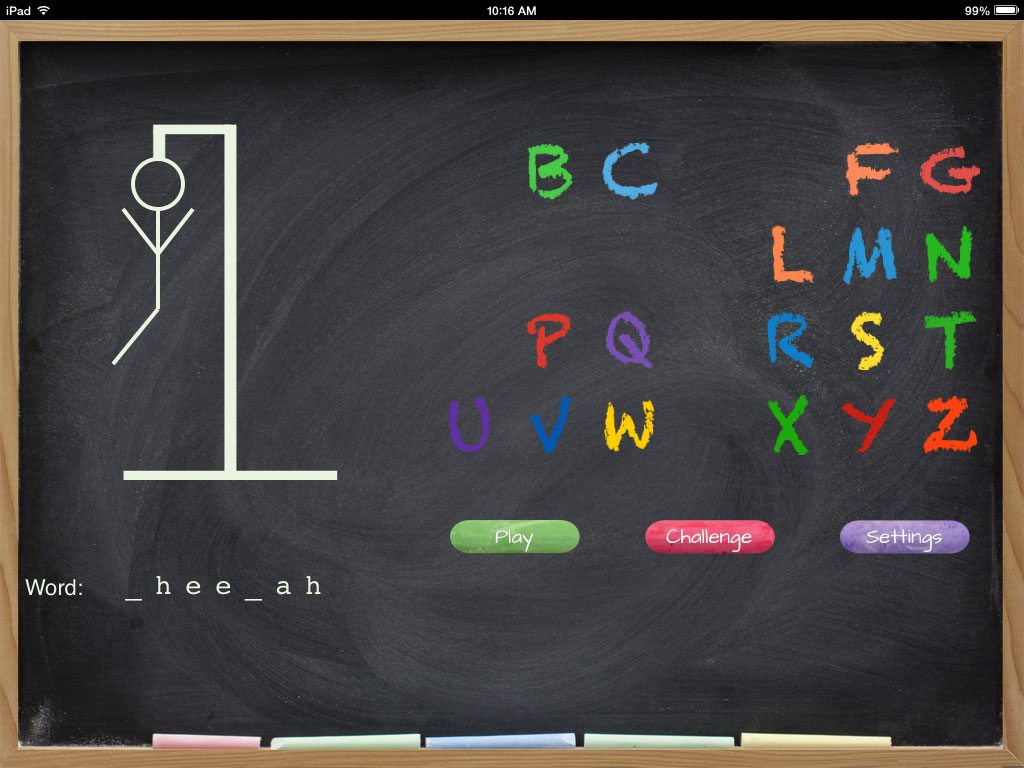 iPad 10:16 AM 99%
B C F G
L M N
P Q R S T
U V W X Y Z
Play Challenge Settings
Word: _ h e e _ a h